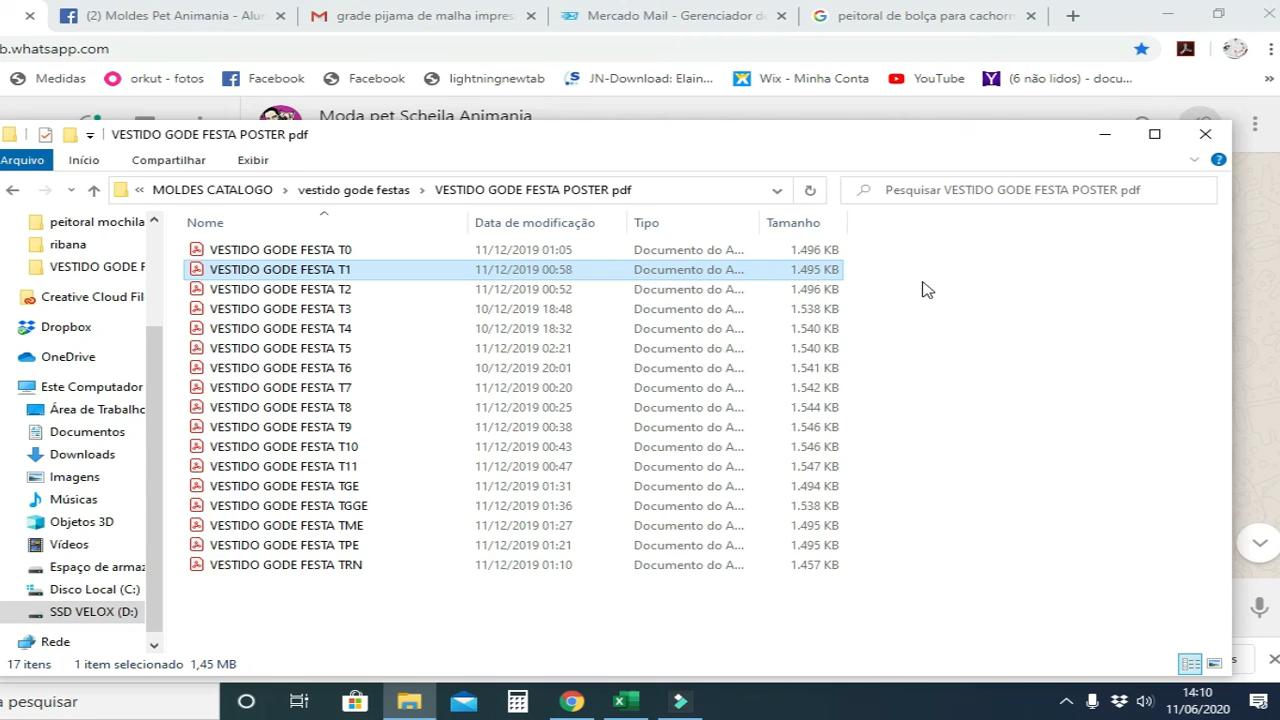 (2) Moldes Pet Animania - Alu
grade pijama de malha impres
Mercado Mail - Gerenciador d
peitoral de bolça para cachorr
b.whatsapp.com
Medidas
orkut - fotos
Facebook
Facebook
lightningnewtab
JN-Download: Elain...
Wix - Minha Conta
YouTube
(6 não lidos) - docu...
Moda pet Scheila Animania
VESTIDO GODE FESTA POSTER pdf
Arquivo
Início
Compartilhar
Exibir
MOLDES CATALOGO
vestido gode festas
VESTIDO GODE FESTA POSTER pdf
Pesquisar VESTIDO GODE FESTA POSTER pdf
peitoral mochila
ribana
VESTIDO GODE F
Creative Cloud Fil
Dropbox
OneDrive
Este Computador
Área de Trabalho
Documentos
Downloads
Imagens
Músicas
Objetos 3D
Vídeos
Espaço de armaz
Disco Local (C:)
SSD VELOX (D:)
Rede
Nome Data de modificação Tipo Tamanho
VESTIDO GODE FESTA T0 11/12/2019 01:05 Documento do A... 1.496 KB
VESTIDO GODE FESTA T1 11/12/2019 00:58 Documento do A... 1.495 KB
VESTIDO GODE FESTA T2 11/12/2019 00:52 Documento do A... 1.496 KB
VESTIDO GODE FESTA T3 10/12/2019 18:48 Documento do A... 1.538 KB
VESTIDO GODE FESTA T4 10/12/2019 18:32 Documento do A... 1.540 KB
VESTIDO GODE FESTA T5 11/12/2019 02:21 Documento do A... 1.540 KB
VESTIDO GODE FESTA T6 10/12/2019 20:01 Documento do A... 1.541 KB
VESTIDO GODE FESTA T7 11/12/2019 00:20 Documento do A... 1.542 KB
VESTIDO GODE FESTA T8 11/12/2019 00:25 Documento do A... 1.544 KB
VESTIDO GODE FESTA T9 11/12/2019 00:38 Documento do A... 1.546 KB
VESTIDO GODE FESTA T10 11/12/2019 00:43 Documento do A... 1.546 KB
VESTIDO GODE FESTA T11 11/12/2019 00:47 Documento do A... 1.547 KB
VESTIDO GODE FESTA TGE 11/12/2019 01:31 Documento do A... 1.494 KB
VESTIDO GODE FESTA TGGE 11/12/2019 01:36 Documento do A... 1.538 KB
VESTIDO GODE FESTA TME 11/12/2019 01:27 Documento do A... 1.495 KB
VESTIDO GODE FESTA TPE 11/12/2019 01:21 Documento do A... 1.495 KB
VESTIDO GODE FESTA TRN 11/12/2019 01:10 Documento do A... 1.457 KB
17 itens 1 item selecionado 1,45 MB
a pesquisar
14:10
11/06/2020